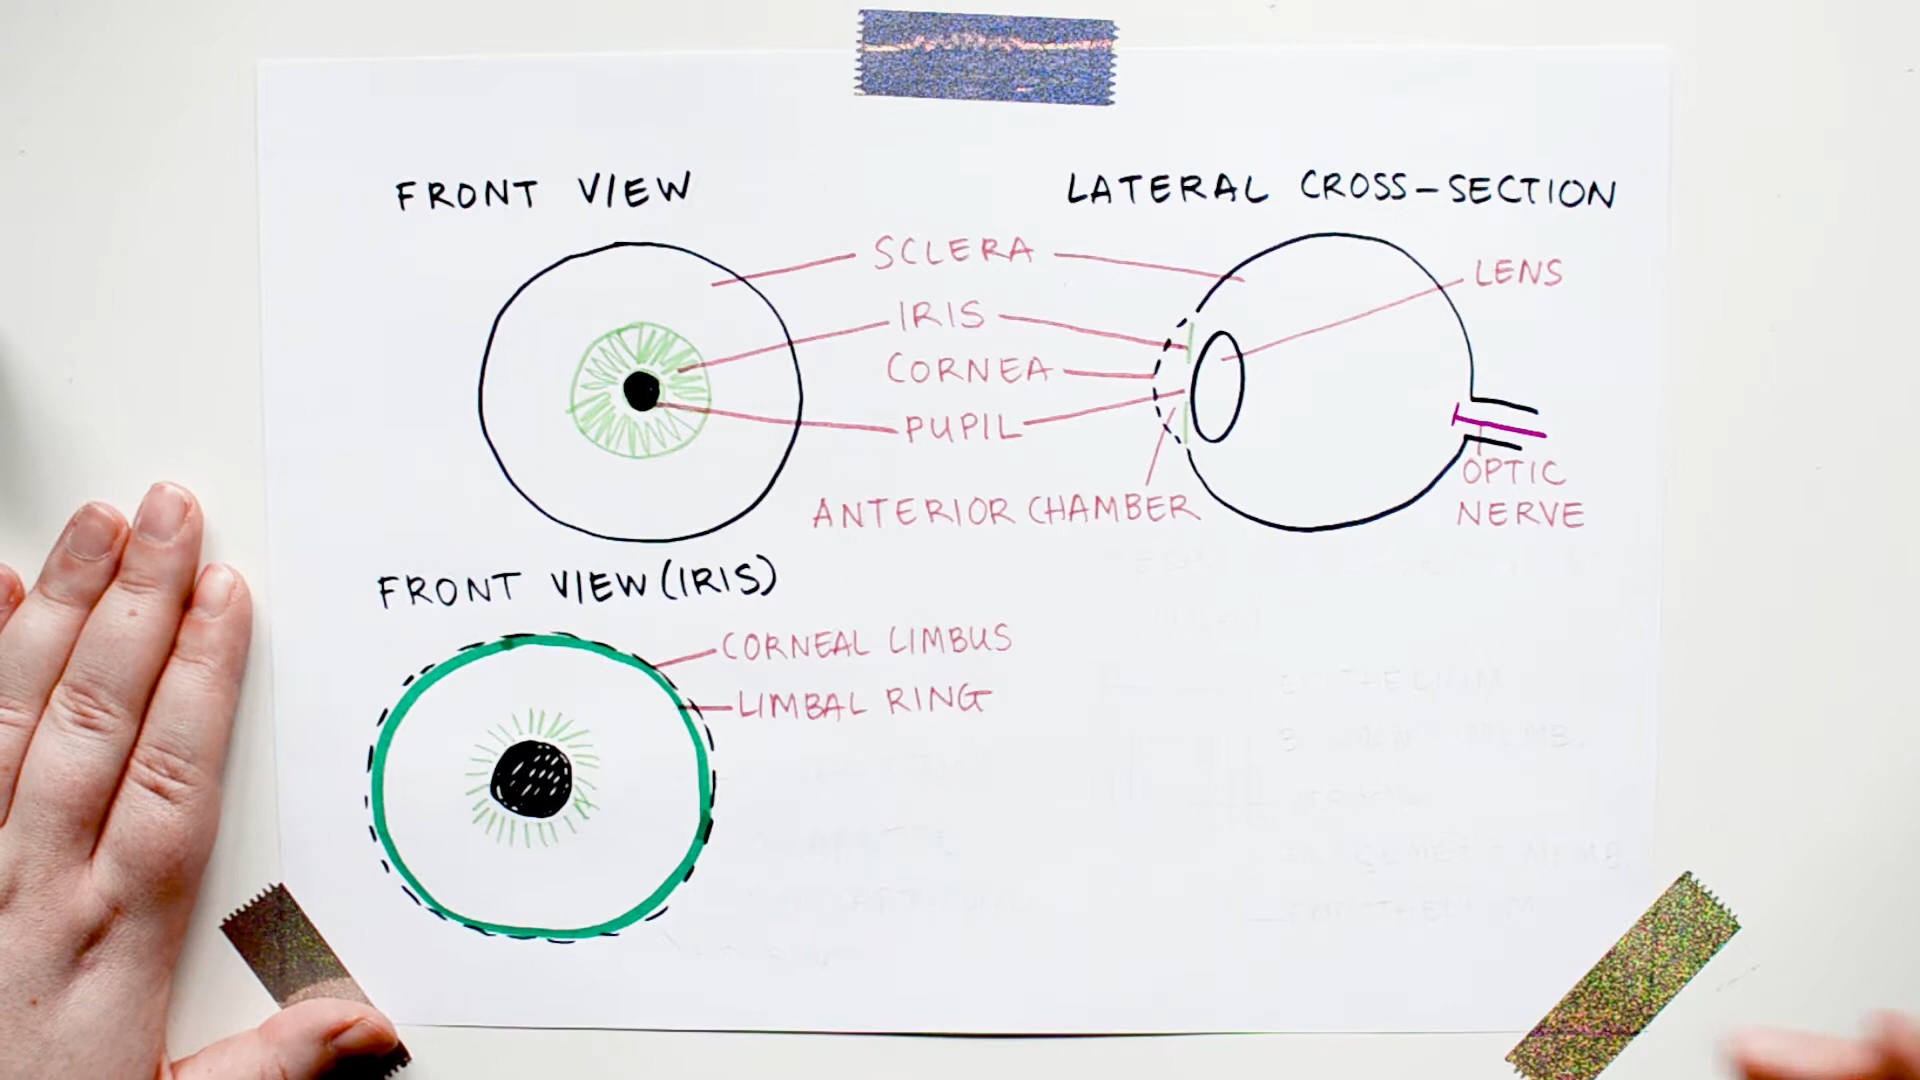 FRONT VIEW
LATERAL CROSS-SECTION
SCLERA
LENS
IRIS
CORNEA
PUPIL
ANTERIOR CHAMBER
OPTIC
NERVE
FRONT VIEW (IRIS)
CORNEAL LIMBUS
LIMBAL RING